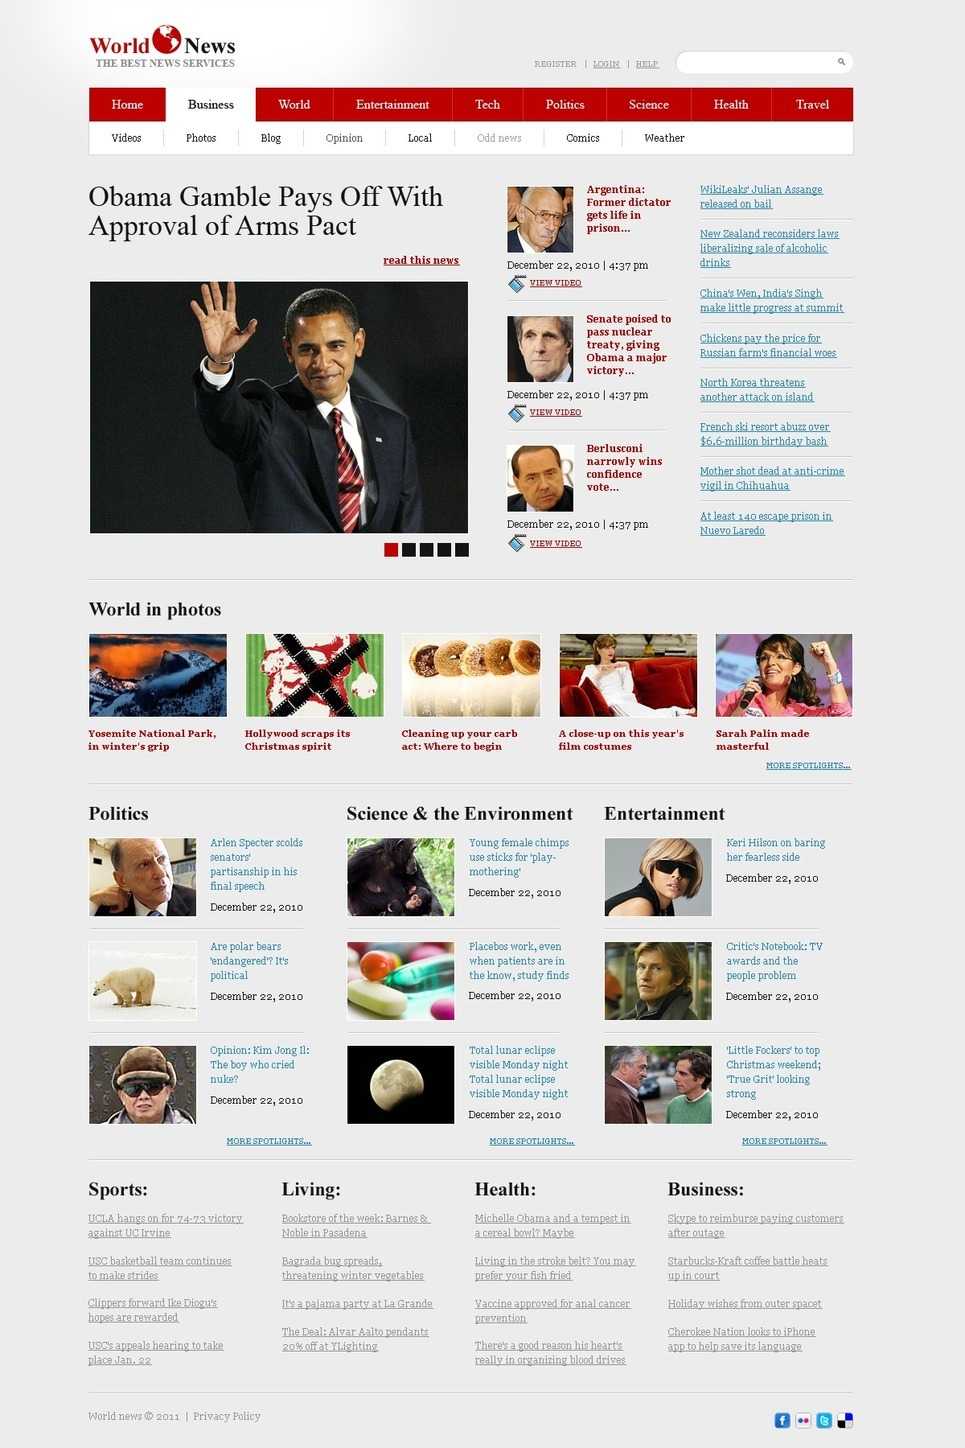 World News
THE BEST NEWS SERVICES
REGISTER | LOGIN | HELP
Home Business World Entertainment Tech Politics Science Health Travel
Videos Photos Blog Opinion Local Odd news Comics Weather
Obama Gamble Pays Off With
Approval of Arms Pact
read this news
Argentina:
Former dictator
gets life in
prison...
December 22, 2010 | 4:37 pm
VIEW VIDEO
Senate poised to
pass nuclear
treaty, giving
Obama a major
victory...
December 22, 2010 | 4:37 pm
VIEW VIDEO
Berlusconi
narrowly wins
confidence
vote...
December 22, 2010 | 4:37 pm
VIEW VIDEO
WikiLeaks' Julian Assange
released on bail
New Zealand reconsiders laws
liberalizing sale of alcoholic
drinks
China's Wen, India's Singh
make little progress at summit
Chickens pay the price for
Russian farm's financial woes
North Korea threatens
another attack on island
French ski resort abuzz over
$6.6-million birthday bash
Mother shot dead at anti-crime
vigil in Chihuahua
At least 140 escape prison in
Nuevo Laredo
World in photos
Yosemite National Park,
in winter's grip
Hollywood scraps its
Christmas spirit
Cleaning up your carb
act: Where to begin
A close-up on this year's
film costumes
Sarah Palin made
masterful
MORE SPOTLIGHTS...
Politics
Arlen Specter scolds
senators'
partisanship in his
final speech
December 22, 2010
Are polar bears
'endangered'? It's
political
December 22, 2010
Opinion: Kim Jong Il:
The boy who cried
nuke?
December 22, 2010
MORE SPOTLIGHTS...
Science & the Environment
Young female chimps
use sticks for 'play-
mothering'
December 22, 2010
Placebos work, even
when patients are in
the know, study finds
December 22, 2010
Total lunar eclipse
visible Monday night
Total lunar eclipse
visible Monday night
December 22, 2010
MORE SPOTLIGHTS...
Entertainment
Keri Hilson on baring
her fearless side
December 22, 2010
Critic's Notebook: TV
awards and the
people problem
December 22, 2010
'Little Fockers' to top
Christmas weekend;
'True Grit' looking
strong
December 22, 2010
MORE SPOTLIGHTS...
Sports:
UCLA hangs on for 74-73 victory
against UC Irvine
USC basketball team continues
to make strides
Clippers forward Ike Diogu's
hopes are rewarded
USC's appeals hearing to take
place Jan. 22
Living:
Bookstore of the week: Barnes &
Noble in Pasadena
Bagrada bug spreads,
threatening winter vegetables
It's a pajama party at La Grande
The Deal: Alvar Aalto pendants
20% off at YLighting
Health:
Michelle Obama and a tempest in
a cereal bowl? Maybe
Living in the stroke belt? You may
prefer your fish fried
Vaccine approved for anal cancer
prevention
There's a good reason his heart's
really in organizing blood drives
Business:
Skype to reimburse paying customers
after outage
Starbucks-Kraft coffee battle heats
up in court
Holiday wishes from outer spacet
Cherokee Nation looks to iPhone
app to help save its language
World news © 2011 | Privacy Policy